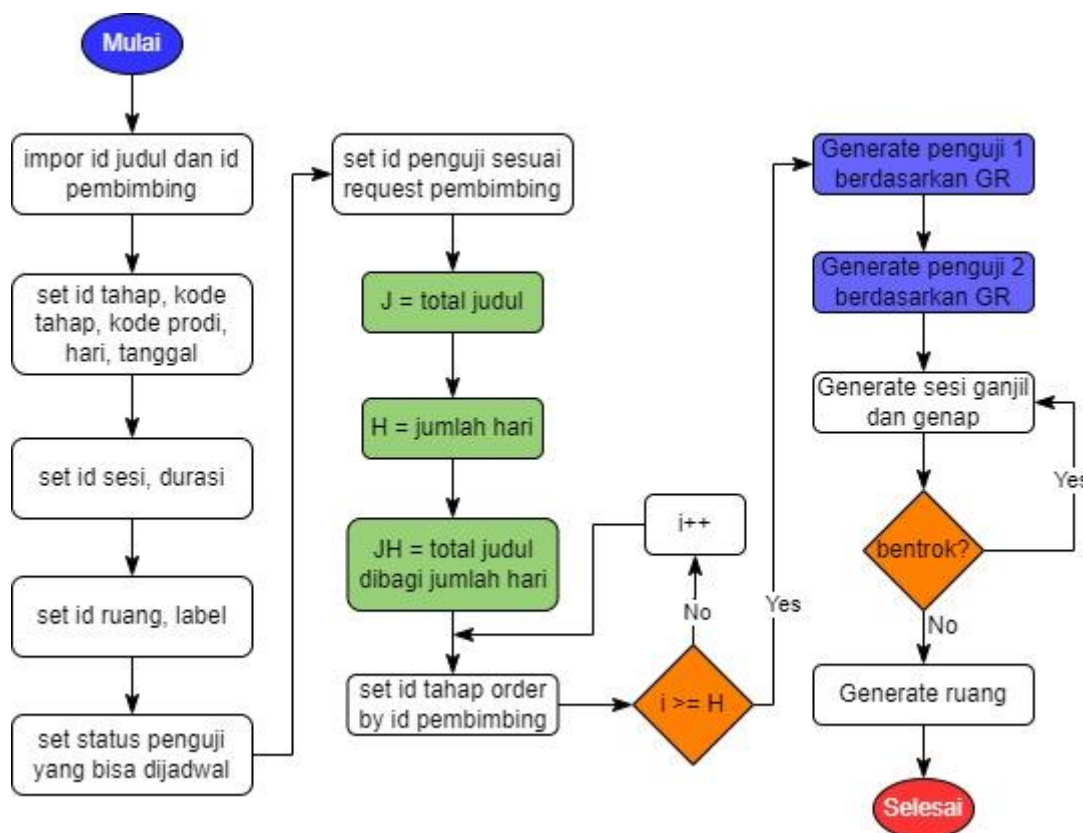 Mulai
impor id judul dan id
pembimbing
set id tahap, kode
tahap, kode prodi,
hari, tanggal
set id sesi, durasi
set id ruang, label
set status penguji
yang bisa dijadwal
set id penguji sesuai
request pembimbing
J = total judul
H = jumlah hari
JH = total judul
dibagi jumlah hari
set id tahap order
by id pembimbing
i++
No
i >= H
Yes
Generate penguji 1
berdasarkan GR
Generate penguji 2
berdasarkan GR
Generate sesi ganjil
dan genap
Yes
bentrok?
No
Generate ruang
Selesai